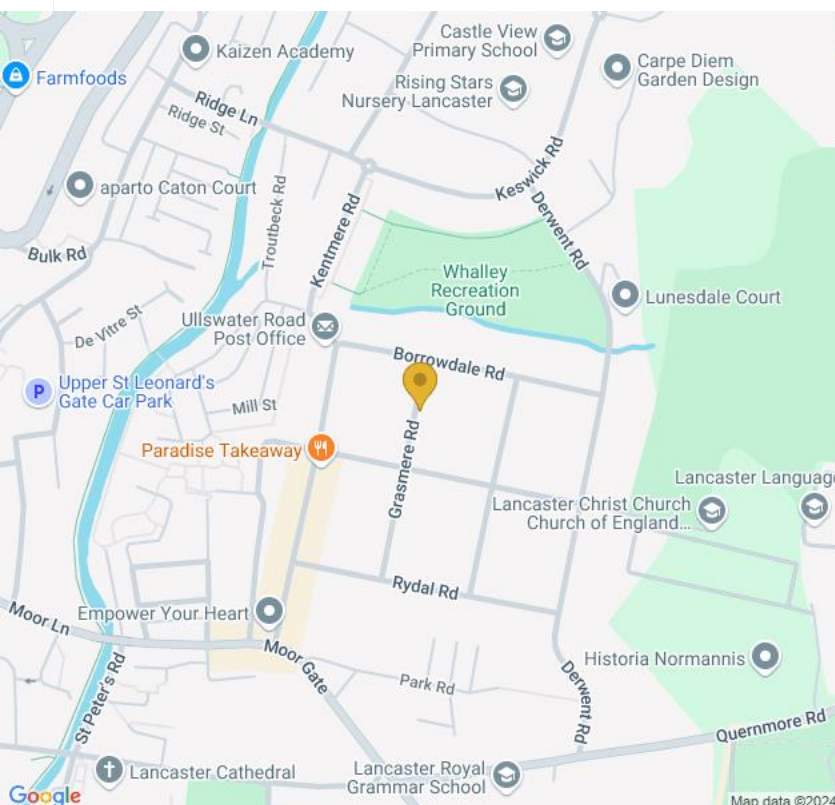 Kaizen Academy
Castle View
Primary School
Carpe Diem
Garden Design
Farmfoods
Rising Stars
Nursery Lancaster
Ridge Ln
Ridge St
Keswick Rd
aparto Caton Court
Troutbeck Rd
Kentmere Rd
Derwent Rd
Bulk Rd
Whalley
Recreation
Ground
Lunesdale Court
De Vitre St
Ullswater Road
Post Office
Borrowdale Rd
P
Upper St Leonard's
Gate Car Park
Mill St
Paradise Takeaway
Grasmere Rd
Lancaster Language
Lancaster Christ Church
Church of England...
Rydal Rd
Moor Ln
Empower Your Heart
Moor Gate
Historia Normannis
St Peter's Rd
Park Rd
Derwent Rd
Quernmore Rd
Lancaster Cathedral
Lancaster Royal
Grammar School
Google
Map data ©2024